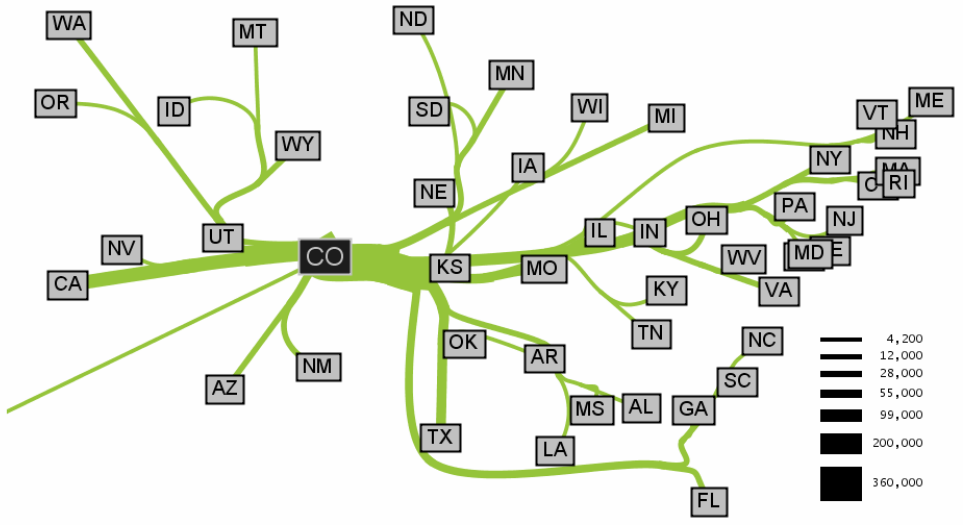 WA
MT
ND
MN
OR
ID
SD
WI
MI
VT
ME
NH
WY
IA
NY
MA
RI
NE
PA
NJ
UT
IL
IN
OH
NV
CO
KS
MO
WV
MD
CA
KY
VA
TN
NC
OK
AR
NM
AZ
SC
MS
AL
GA
TX
LA
FL
4,200
12,000
28,000
55,000
99,000
200,000
360,000